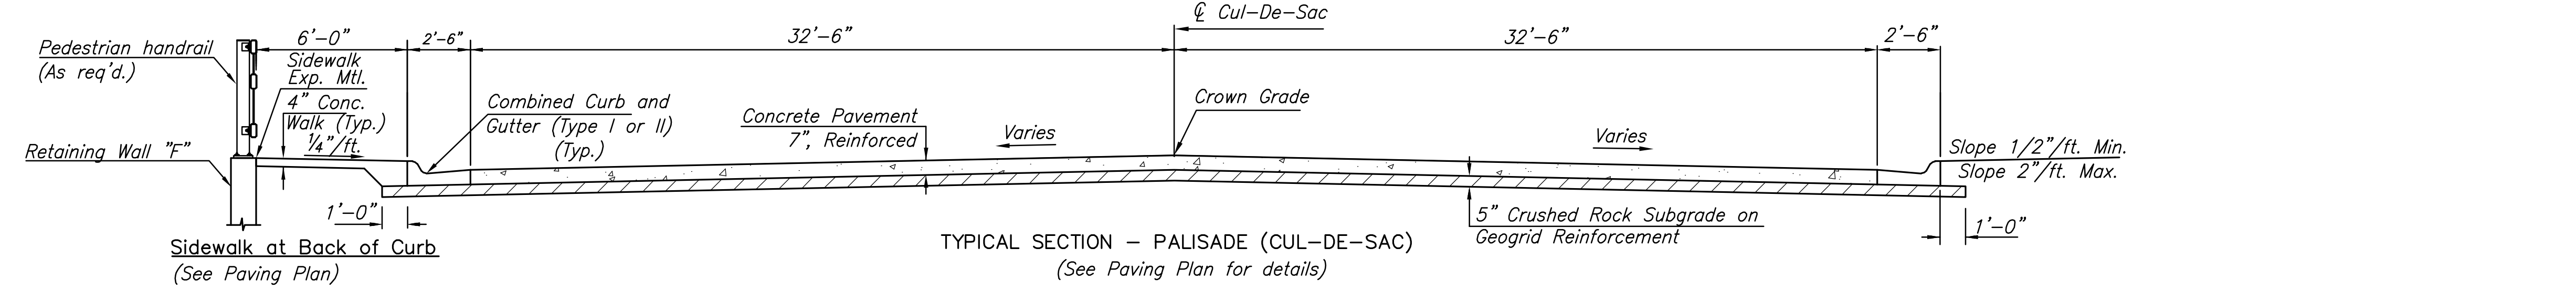 ℄ Cul-De-Sac
Pedestrian handrail
(As req'd.)
6'-0"
2'-6"
32'-6"
32'-6"
2'-6"
Sidewalk
Exp. Mtl.
4" Conc.
Walk (Typ.)
1/4"/ft.
Combined Curb and
Gutter (Type I or II)
(Typ.)
Concrete Pavement
7", Reinforced
Varies
Crown Grade
Varies
Slope 1/2"/ft. Min.
Slope 2"/ft. Max.
Retaining Wall "F"
1'-0"
5" Crushed Rock Subgrade on
Geogrid Reinforcement
1'-0"
Sidewalk at Back of Curb
(See Paving Plan)
TYPICAL SECTION - PALISADE (CUL-DE-SAC)
(See Paving Plan for details)